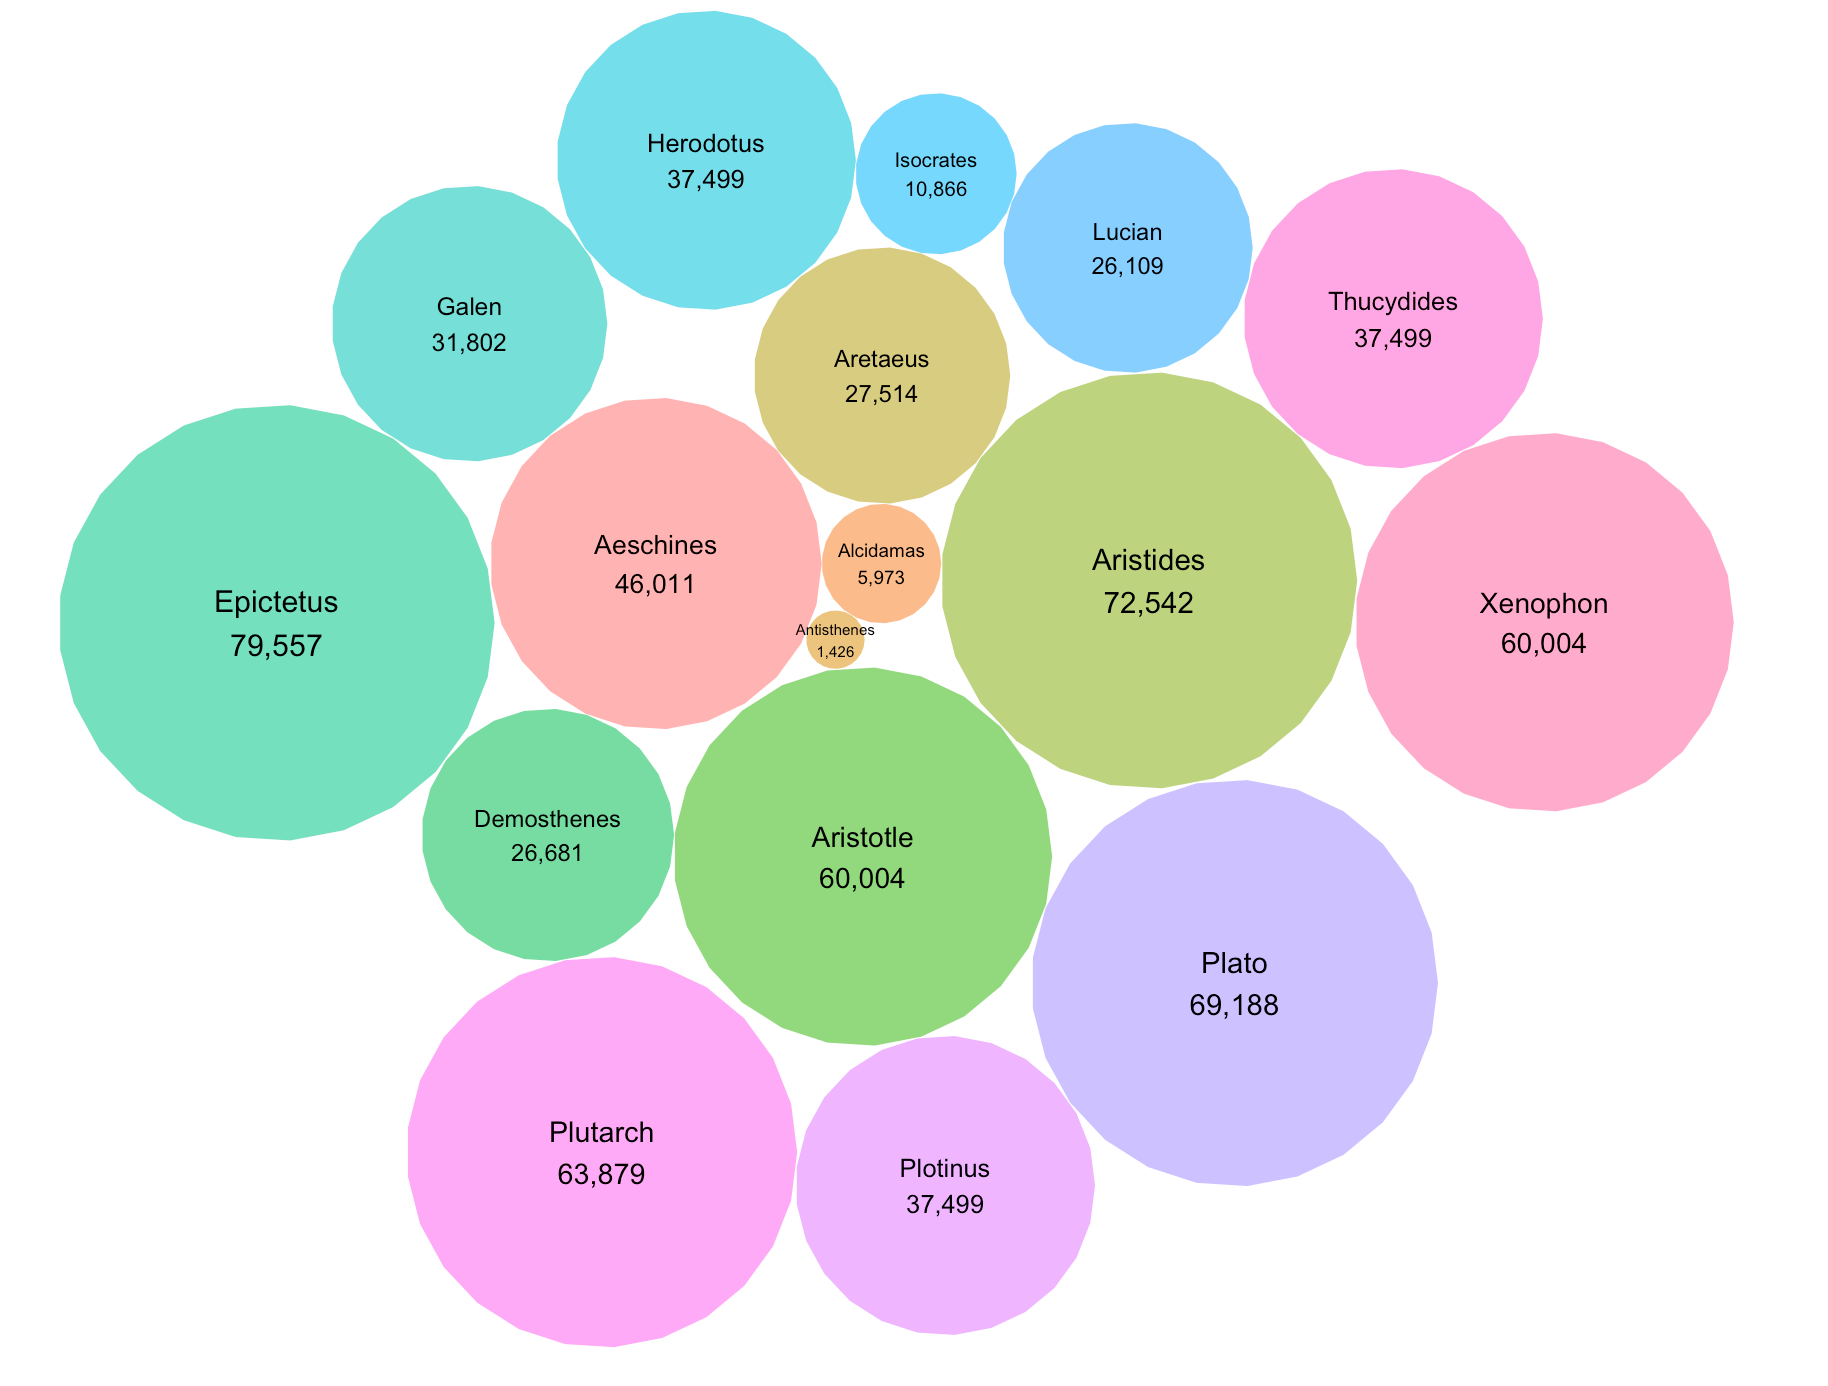 Herodotus
37,499
Isocrates
10,866
Lucian
26,109
Thucydides
37,499
Galen
31,802
Aretaeus
27,514
Aeschines
46,011
Alcidamas
5,973
Aristides
72,542
Epictetus
79,557
Xenophon
60,004
Antisthenes
1,426
Demosthenes
26,681
Aristotle
60,004
Plato
69,188
Plutarch
63,879
Plotinus
37,499